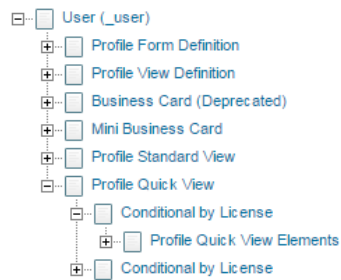 User (_user)
Profile Form Definition
Profile View Definition
Business Card (Deprecated)
Mini Business Card
Profile Standard View
Profile Quick View
Conditional by License
Profile Quick View Elements
Conditional by License